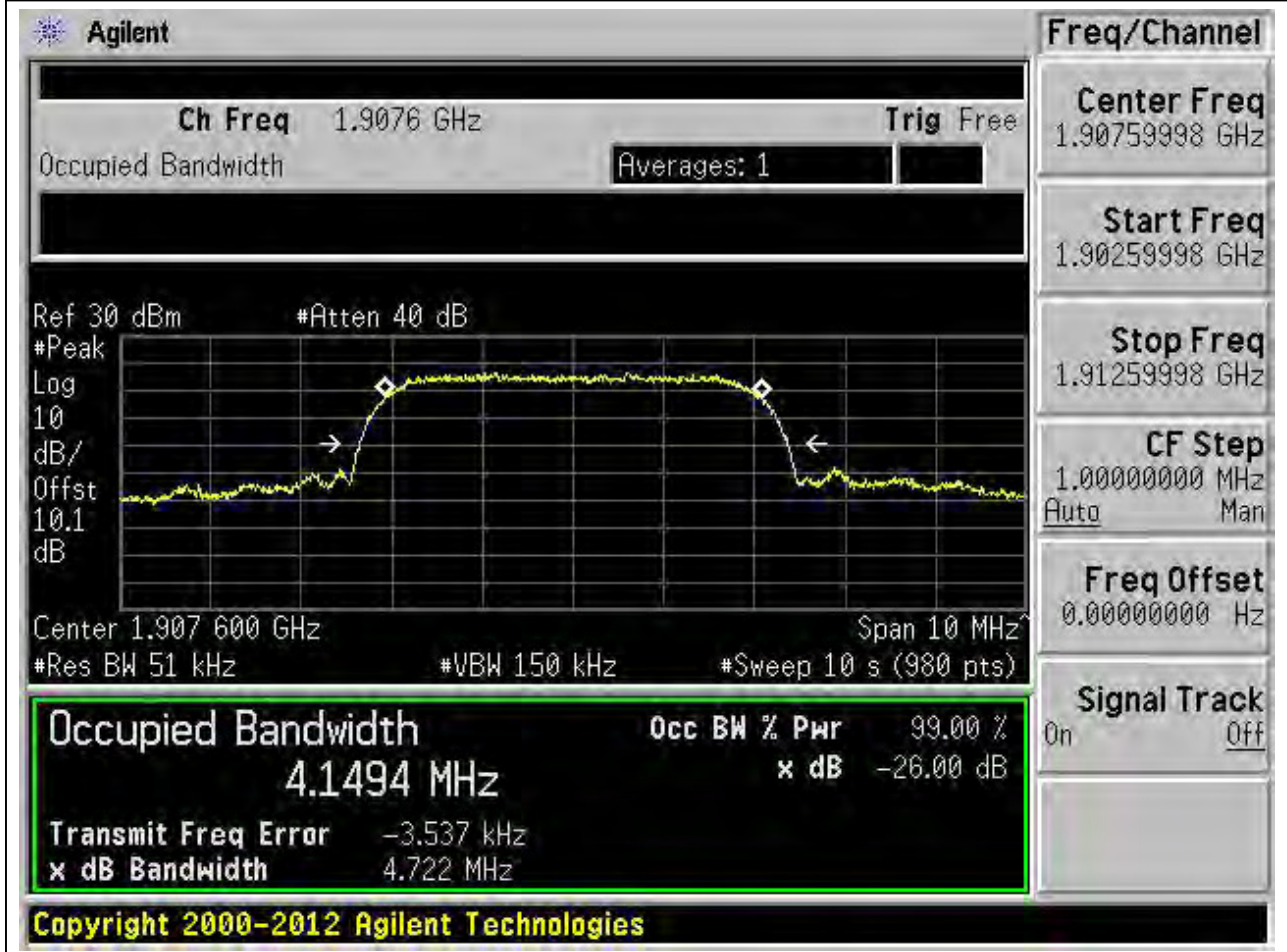 Agilent
Freq/Channel
Ch Freq 1.9076 GHz Trig Free
Occupied Bandwidth Averages: 1
Center Freq
1.90759998 GHz
Start Freq
1.90259998 GHz
Stop Freq
1.91259998 GHz
CF Step
1.00000000 MHz
Auto Man
Freq Offset
0.00000000 Hz
Signal Track
On Off
Ref 30 dBm #Atten 40 dB
#Peak
Log
10
dB/
Offst
10.1
dB
Center 1.907 600 GHz Span 10 MHz^
#Res BW 51 kHz #VBW 150 kHz #Sweep 10 s (980 pts)
Occupied Bandwidth
4.1494 MHz
Occ BW % Pwr 99.00 %
x dB -26.00 dB
Transmit Freq Error -3.537 kHz
x dB Bandwidth 4.722 MHz
Copyright 2000-2012 Agilent Technologies